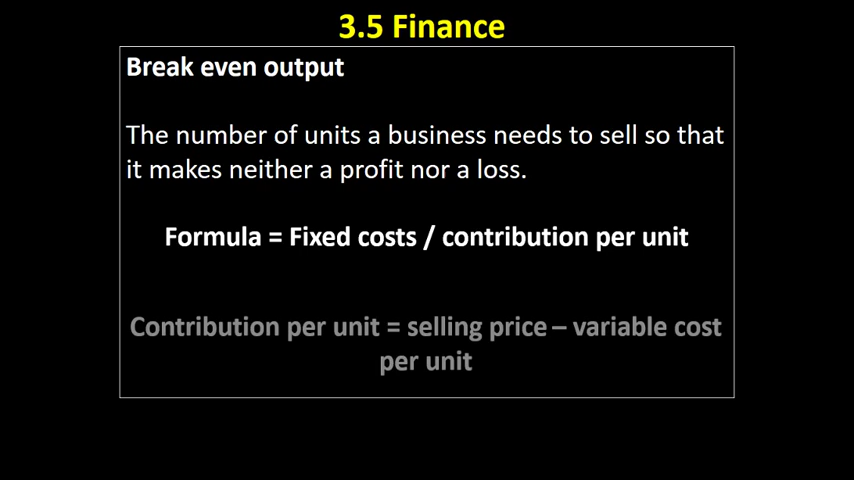 3.5 Finance
Break even output
The number of units a business needs to sell so that
it makes neither a profit nor a loss.
Formula = Fixed costs / contribution per unit
Contribution per unit = selling price – variable cost
per unit